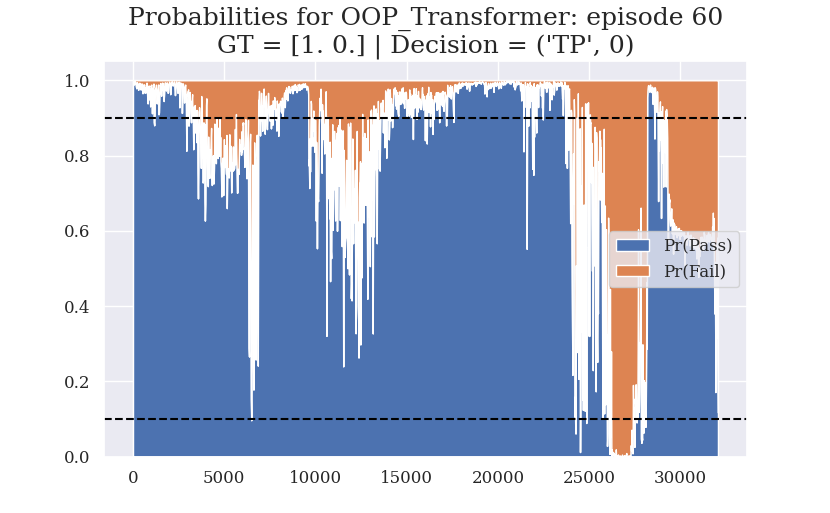 Probabilities for OOP_Transformer: episode 60
GT = [1. 0.] | Decision = ('TP', 0)
1.0
0.8
0.6
0.4
0.2
0.0
Pr(Pass)
Pr(Fail)
0 5000 10000 15000 20000 25000 30000